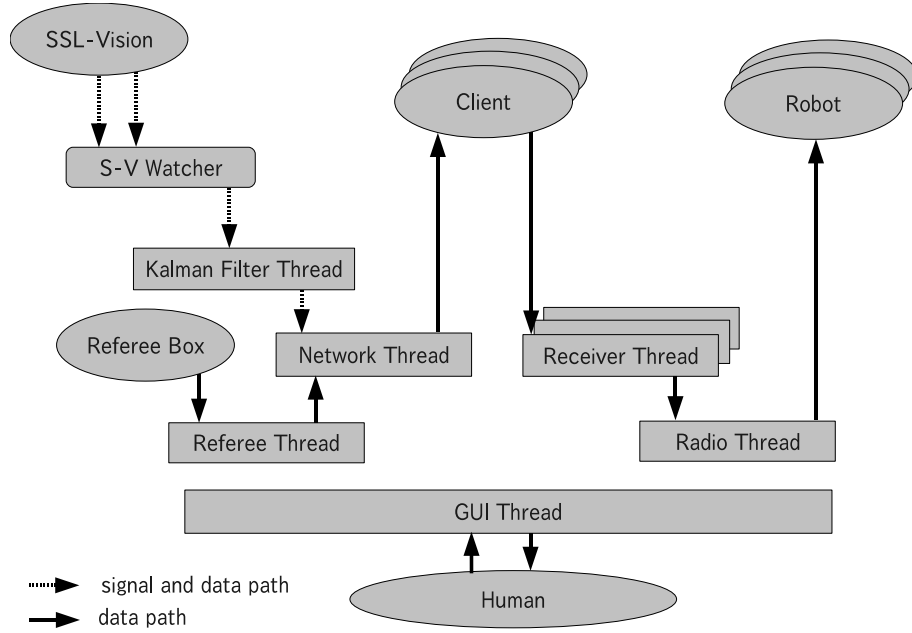 SSL-Vision
Client
Robot
S-V Watcher
Kalman Filter Thread
Referee Box
Network Thread
Receiver Thread
Referee Thread
Radio Thread
GUI Thread
signal and data path
Human
data path